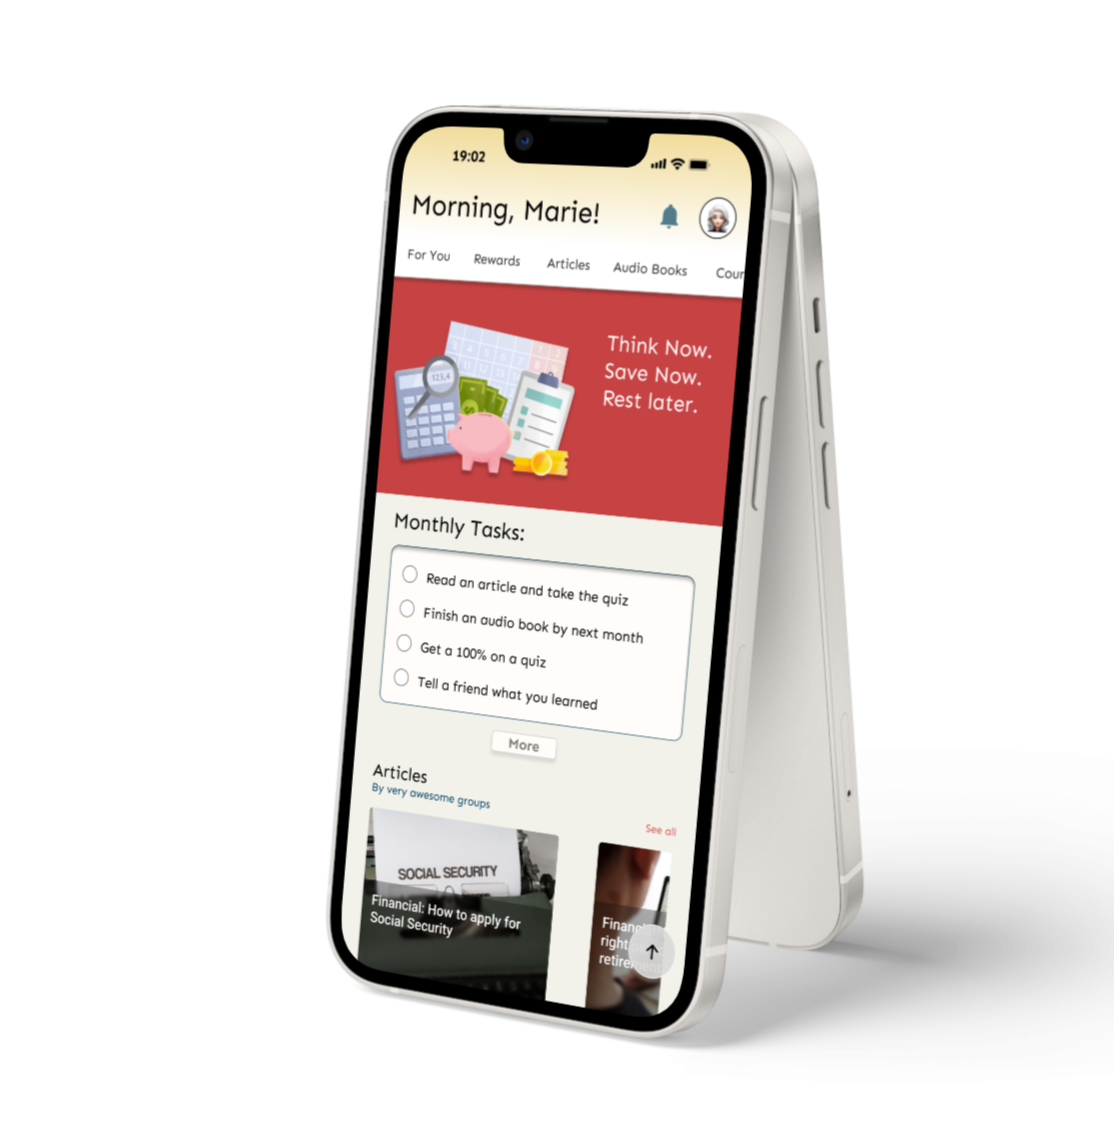 19:02
Morning, Marie!
For You Rewards Articles Audio Books Cour
123,4
Think Now.
Save Now.
Rest later.
Monthly Tasks:
Read an article and take the quiz
Finish an audio book by next month
Get a 100% on a quiz
Tell a friend what you learned
More
Articles
By very awesome groups
See all
SOCIAL SECURITY
Financial: How to apply for
Social Security